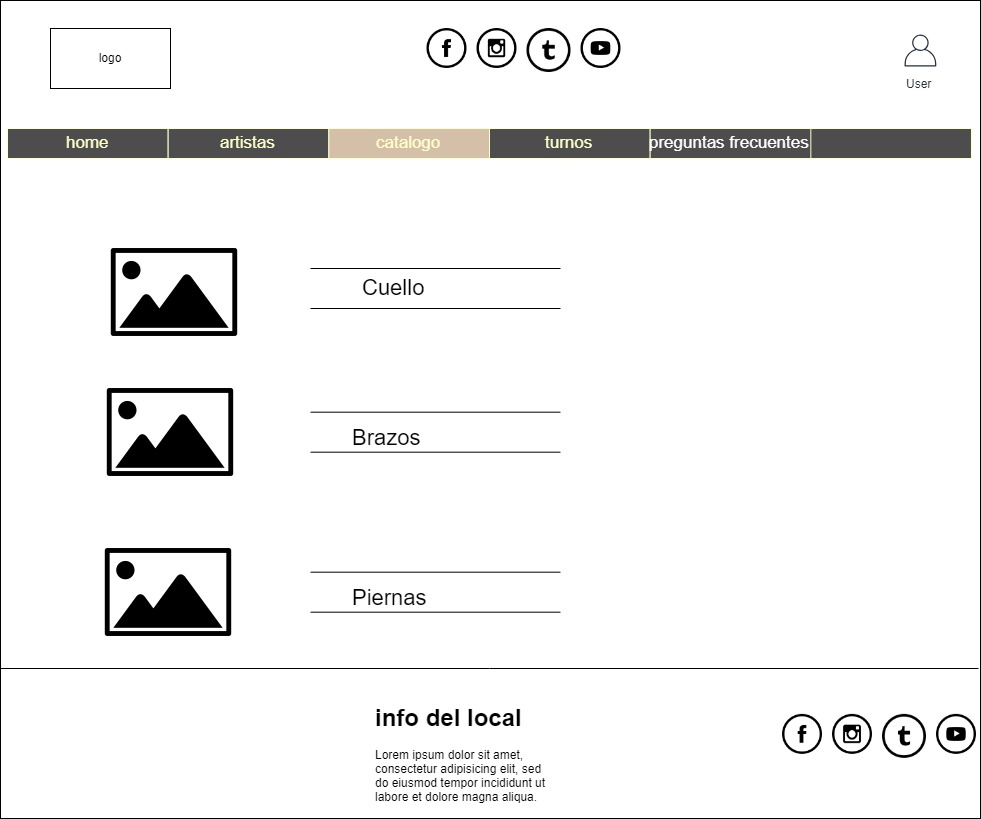 logo
User
home
artistas
catalogo
turnos
preguntas frecuentes
Cuello
Brazos
Piernas
info del local
Lorem ipsum dolor sit amet,
consectetur adipisicing elit, sed
do eiusmod tempor incididunt ut
labore et dolore magna aliqua.